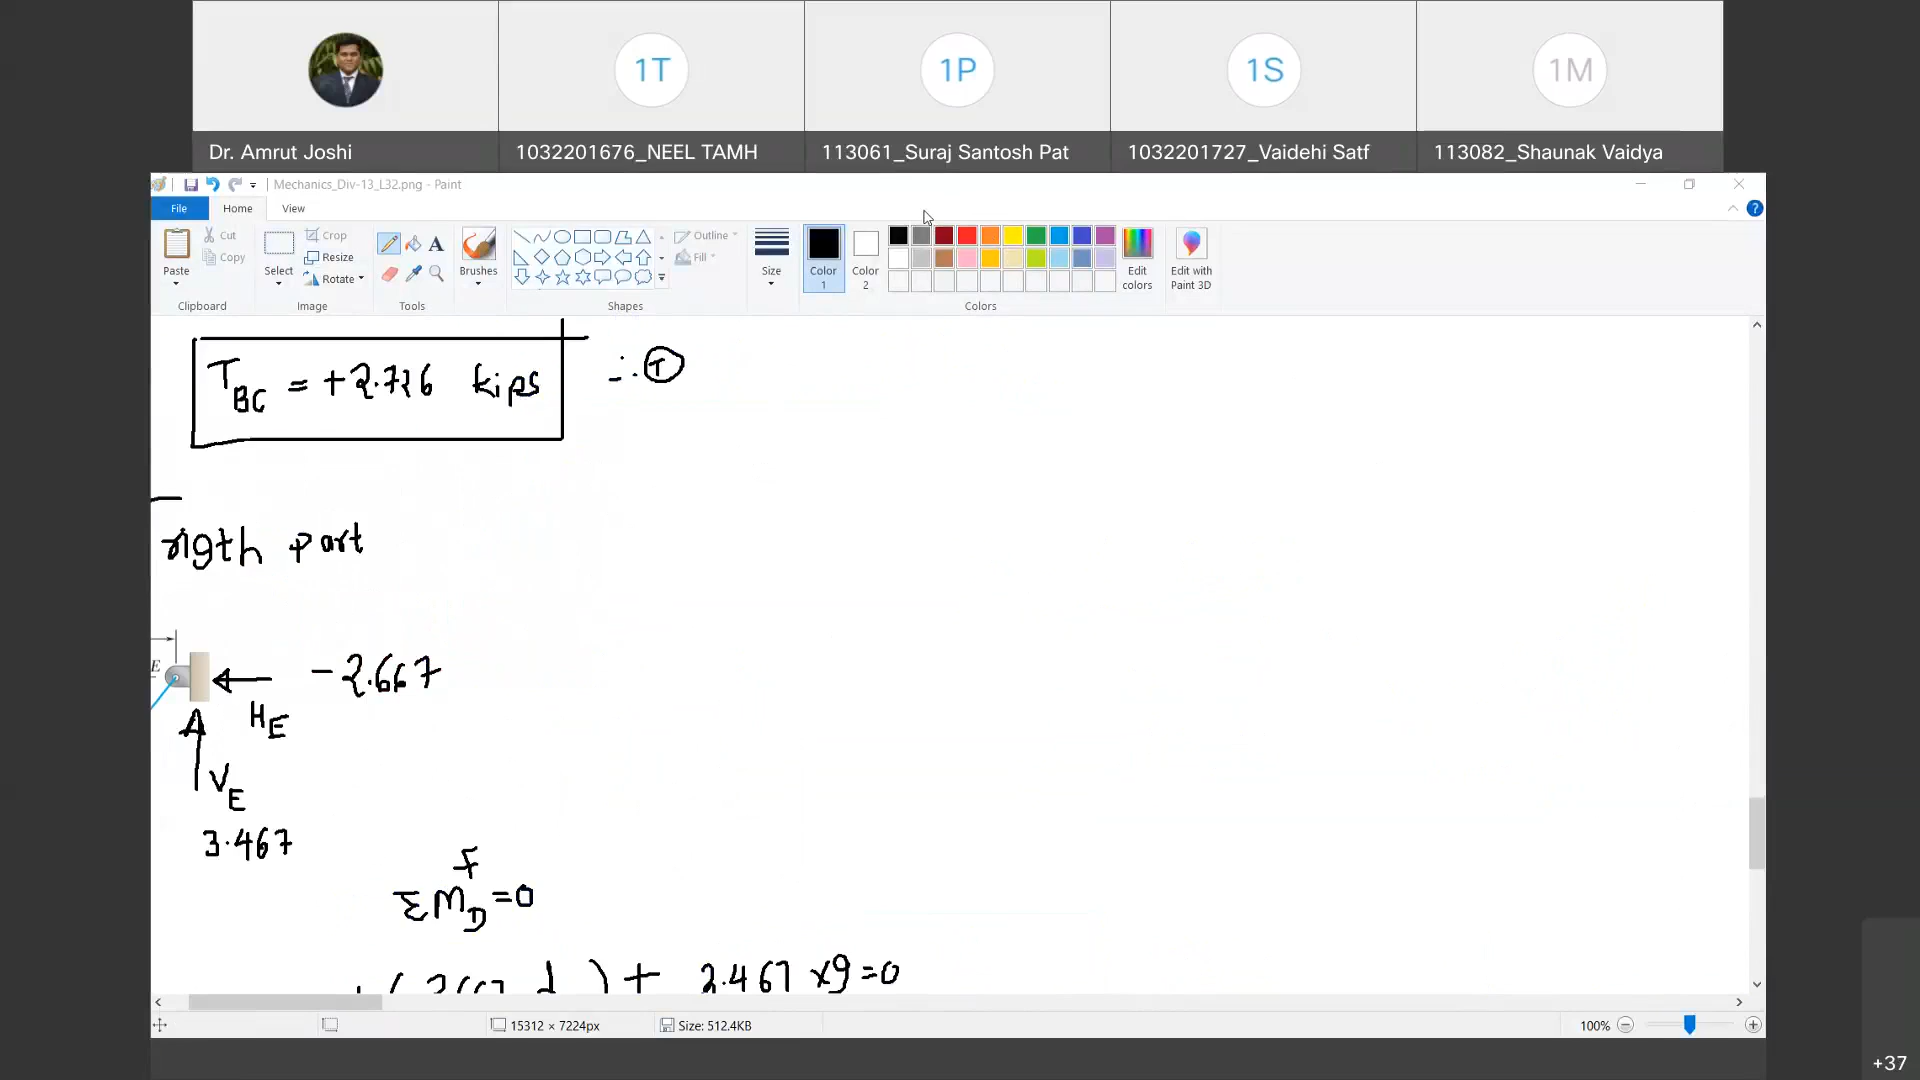 1T
1P
1S
1M
Dr. Amrut Joshi
1032201676_NEEL TAMH
113061_Suraj Santosh Pat
1032201727_Vaidehi Satf
113082_Shaunak Vaidya
Mechanics_Div-13_L32.png - Paint
File Home View
Paste
Cut
Copy
Clipboard
Select
Crop
Resize
Rotate
Image
A
Tools
Brushes
Outline
Fill
Shapes
Size
Color 1
Color 2
Edit colors
Colors
Edit with Paint 3D
T_BC = +2.726 kips ∴ T
rigth part
E
-2.667
H_E
V_E
3.467
+
ΣM_D = 0
) + 2.467 x9=0
15312 × 7224px
Size: 512.4KB
100%
+37